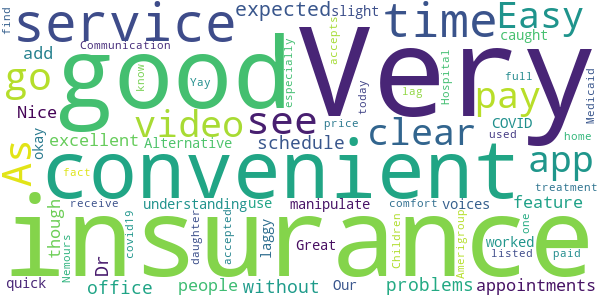 find
service
expected
slight
time
Easy
Communication
accepts
caught
add
good
Very
go
know
Yay
especially
Hospital
today
full
Medicaid
Nice
video
see
clear
pay
lag
price
COVID
used
home
As
okay
excellent
Alternative
schedule
app
convenient
treatment
fact
receive
understanding
use
manipulate
comfort
voices
feature
though
Nemours
insurance
covid19
daughter
accepted
laggy
Great
Children
Amerigroup
worked
listed
one
paid
quick
Dr
office
people
without
Our
problems
appointments